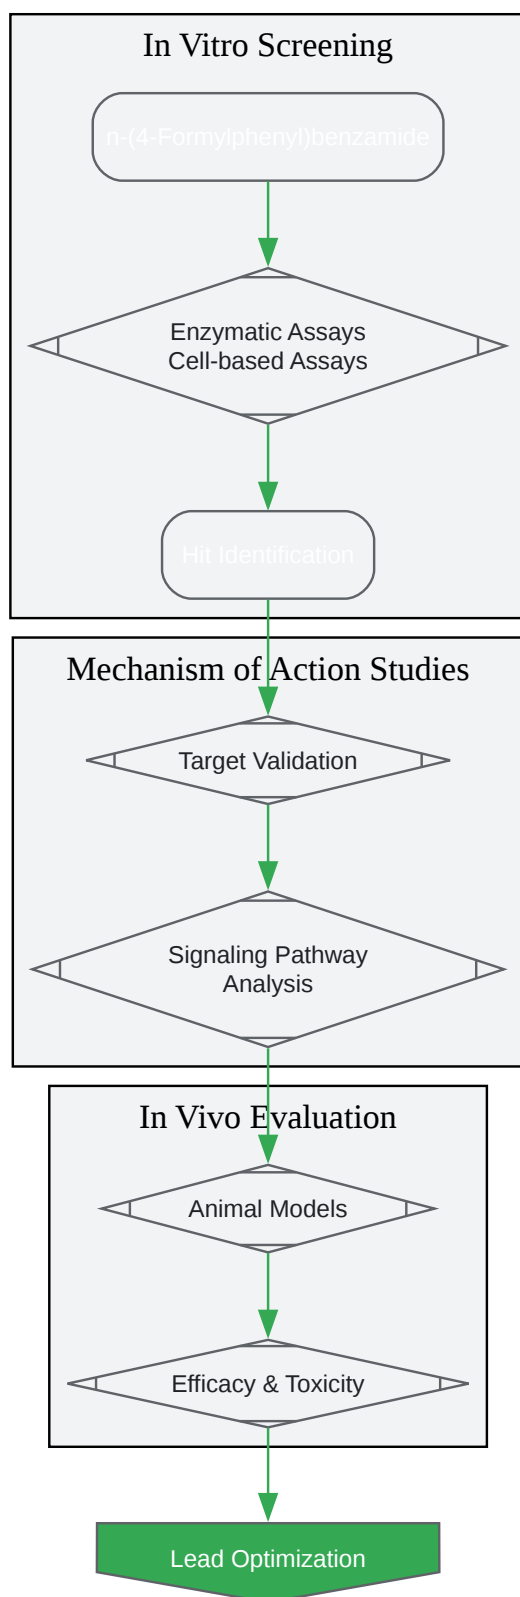 In Vitro Screening
n-(4-Formylphenyl)benzamide
Enzymatic Assays
Cell-based Assays
Hit Identification
Mechanism of Action Studies
Target Validation
Signaling Pathway
Analysis
In Vivo Evaluation
Animal Models
Efficacy & Toxicity
Lead Optimization